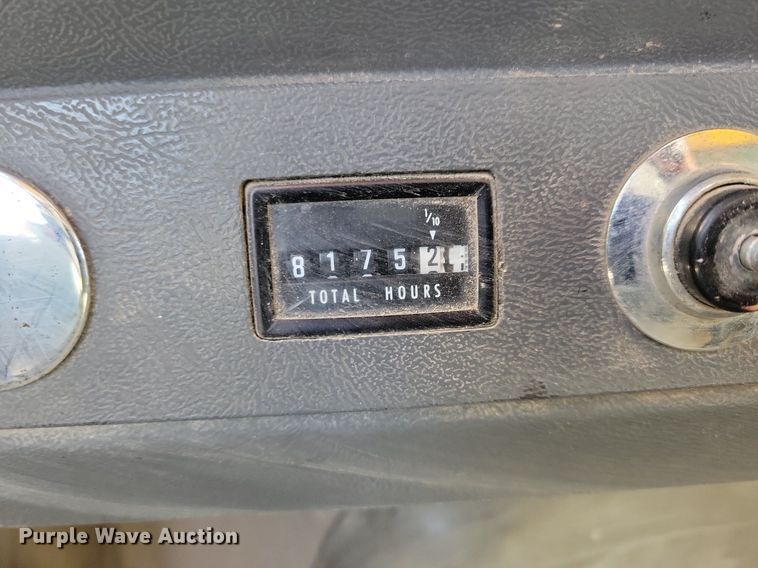 1/10
8 1 7 5 2
TOTAL HOURS
Purple Wave Auction